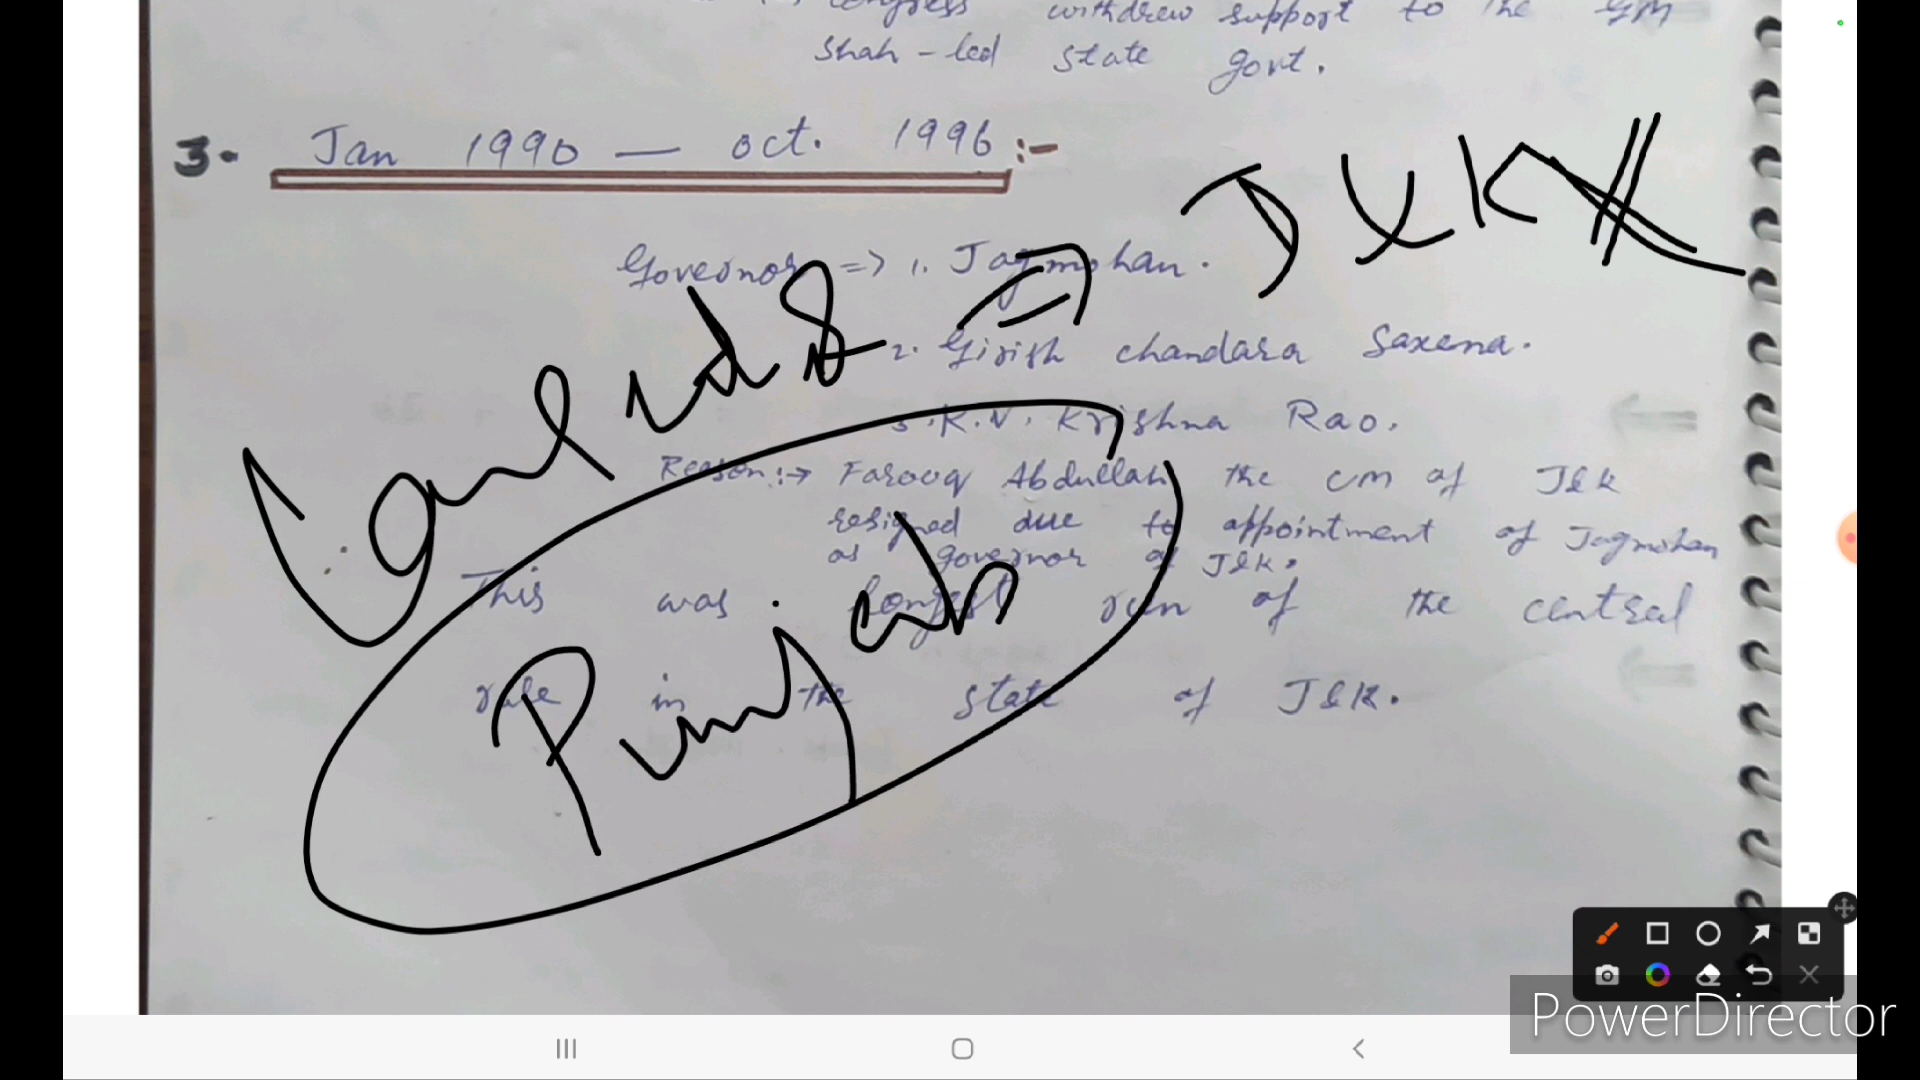 Congress withdrew support to the GM
Shah-led state govt.
3. Jan 1990 — oct. 1996 :-
Governor => 1. Jagmohan.
J&K
2. Girish chandara Saxena.
3. K.V. Krishna Rao.
Reason:→ Farooq Abdullah the CM of J&K
resigned due to appointment of Jagmohan
as governor of J&K.
This was longest run of the central
rule in the state of J&K.
Punjab
PowerDirector